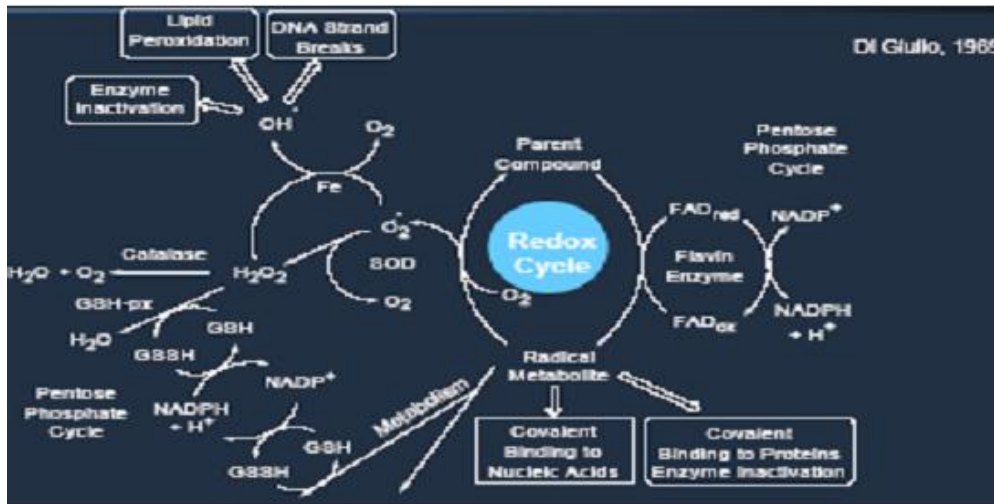 Lipid
Peroxidation
DNA Strand
Breaks
Di Giulio, 1989
Enzyme
Inactivation
OH˙
O₂
Parent
Compound
Pentose
Phosphate
Cycle
Fe
FADred
NADP⁺
O₂˙
Redox
Cycle
Flavin
Enzyme
Catalase
SOD
H₂O + O₂
H₂O₂
O₂
O₂
GSH-px
FADox
NADPH
+ H⁺
H₂O
GSH
GSSH
Radical
Metabolite
NADP⁺
Pentose
Phosphate
Cycle
NADPH
+ H⁺
Metabolism
GSH
GSSH
Covalent
Binding to
Nucleic Acids
Covalent
Binding to Proteins
Enzyme Inactivation